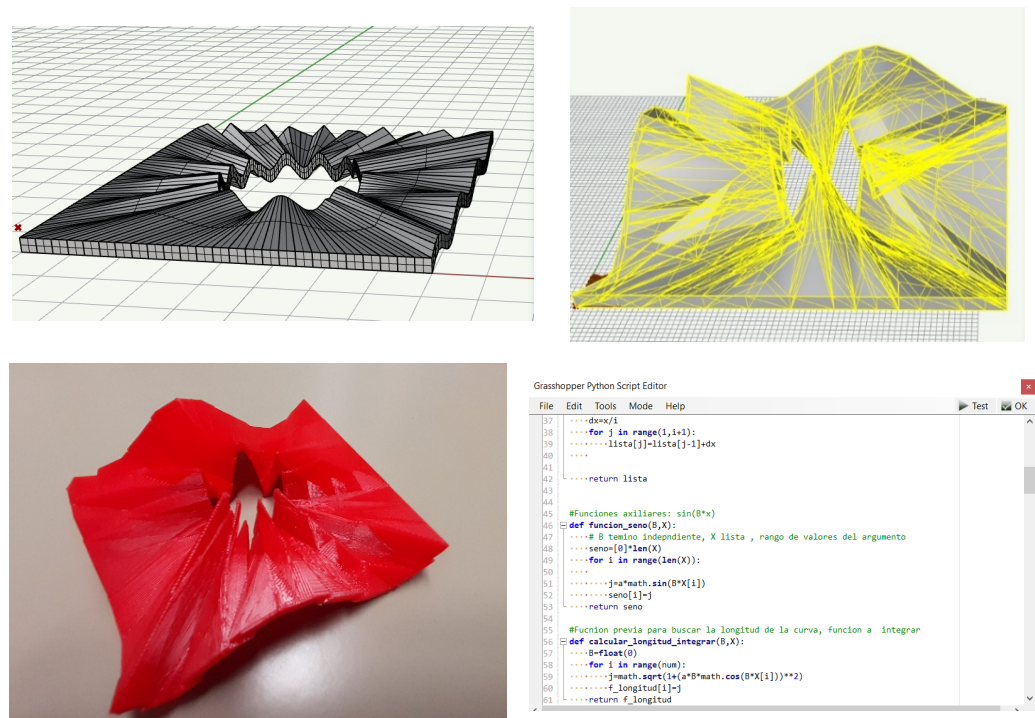 Grasshopper Python Script Editor
×
File Edit Tools Mode Help Test OK
37 dx=x/i
38 for j in range(1,i+1):
39 lista[j]=lista[j-1]+dx
40
41
42 return lista
43
44
45 #Funciones axiliares: sin(B*x)
46 def funcion_seno(B,X):
47 # B temino indepndiente, X lista , rango de valores del argumento
48 seno=[0]*len(X)
49 for i in range(len(X)):
50
51 j=a*math.sin(B*X[i])
52 seno[i]=j
53 return seno
54
55 #Fucnion previa para buscar la longitud de la curva, funcion a integrar
56 def calcular_longitud_integrar(B,X):
57 B=float(0)
58 for i in range(num):
59 j=math.sqrt(1+(a*B*math.cos(B*X[i]))**2)
60 f_longitud[i]=j
61 return f_longitud